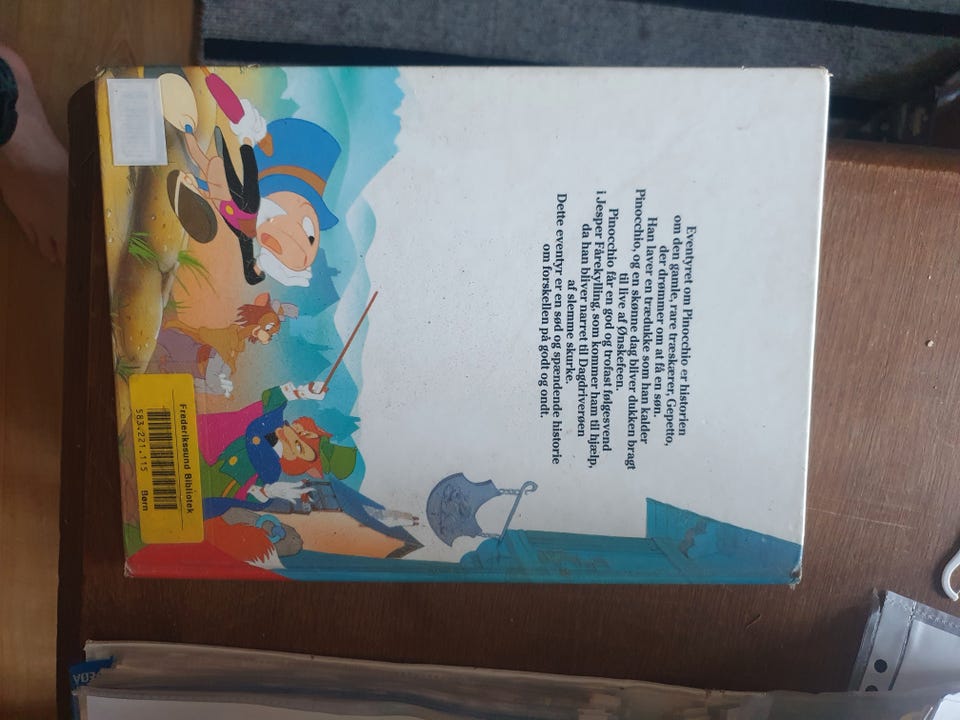 Eventyret om Pinocchio er historien
om den gamle, rare træskærer, Gepetto,
der drømmer om at få en søn.
Han laver en trædukke som han kalder
Pinocchio, og en skønne dag bliver dukken bragt
til live af Ønskefeen.
Pinocchio får en god og trofast følgesvend
i Jesper Fårekylling, som kommer ham til hjælp,
da han bliver narret til Dagdriverøen
af slemme skurke.
Dette eventyr er en sød og spændende historie
om forskellen på godt og ondt.
Frederikssund Bibliotek
583.221.115 Børn